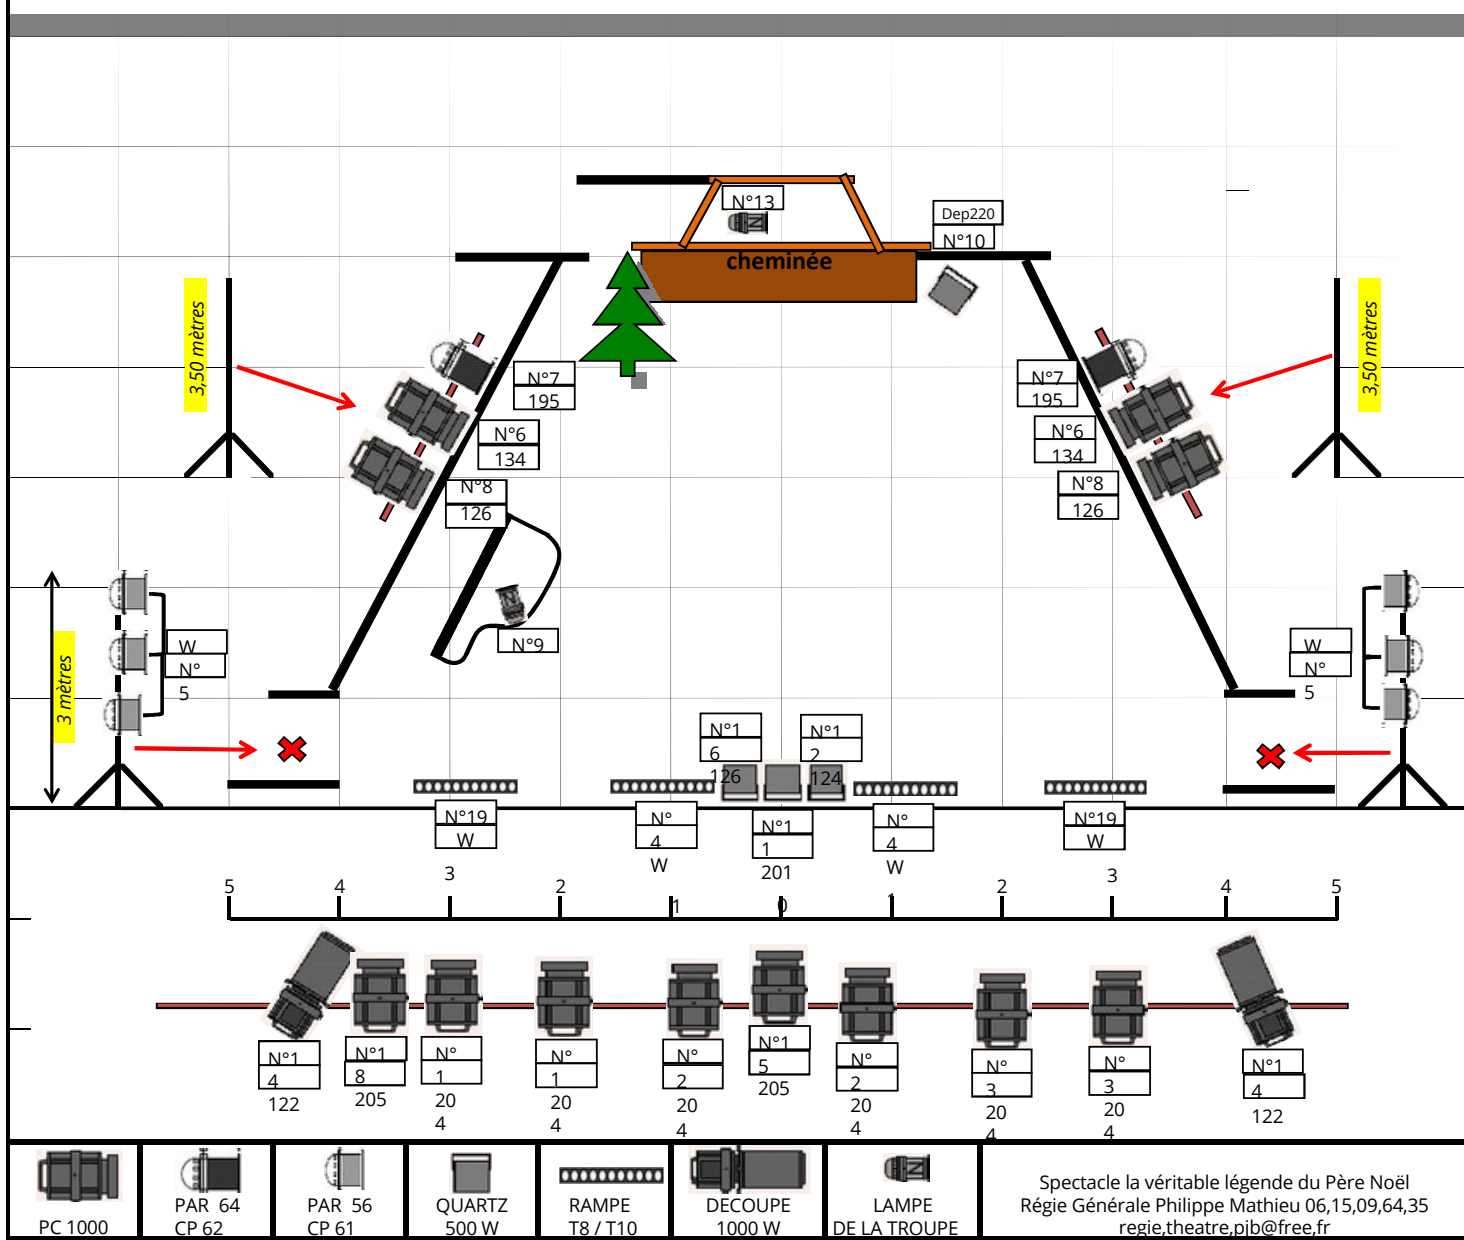 N°13
Dep220
N°10
cheminée
3,50 mètres
3,50 mètres
N°7
195
N°7
195
N°6
134
N°6
134
N°8
126
N°8
126
N°9
3 mètres
W
N°
5
W
N°
5
N°1
6
126
N°1
2
124
N°19
W
N°
4
W
N°1
1
201
N°
4
W
N°19
W
5
4
3
2
1
0
1
2
3
4
5
N°1
4
122
N°1
8
205
N°
1
20
4
N°
1
20
4
N°
2
20
4
N°1
5
205
N°
2
20
4
N°
3
20
4
N°
3
20
4
N°1
4
122
PC 1000
PAR 64
CP 62
PAR 56
CP 61
QUARTZ
500 W
RAMPE
T8 / T10
DECOUPE
1000 W
LAMPE
DE LA TROUPE
Spectacle la véritable légende du Père Noël
Régie Générale Philippe Mathieu 06,15,09,64,35
regie,theatre,pjb@free,fr